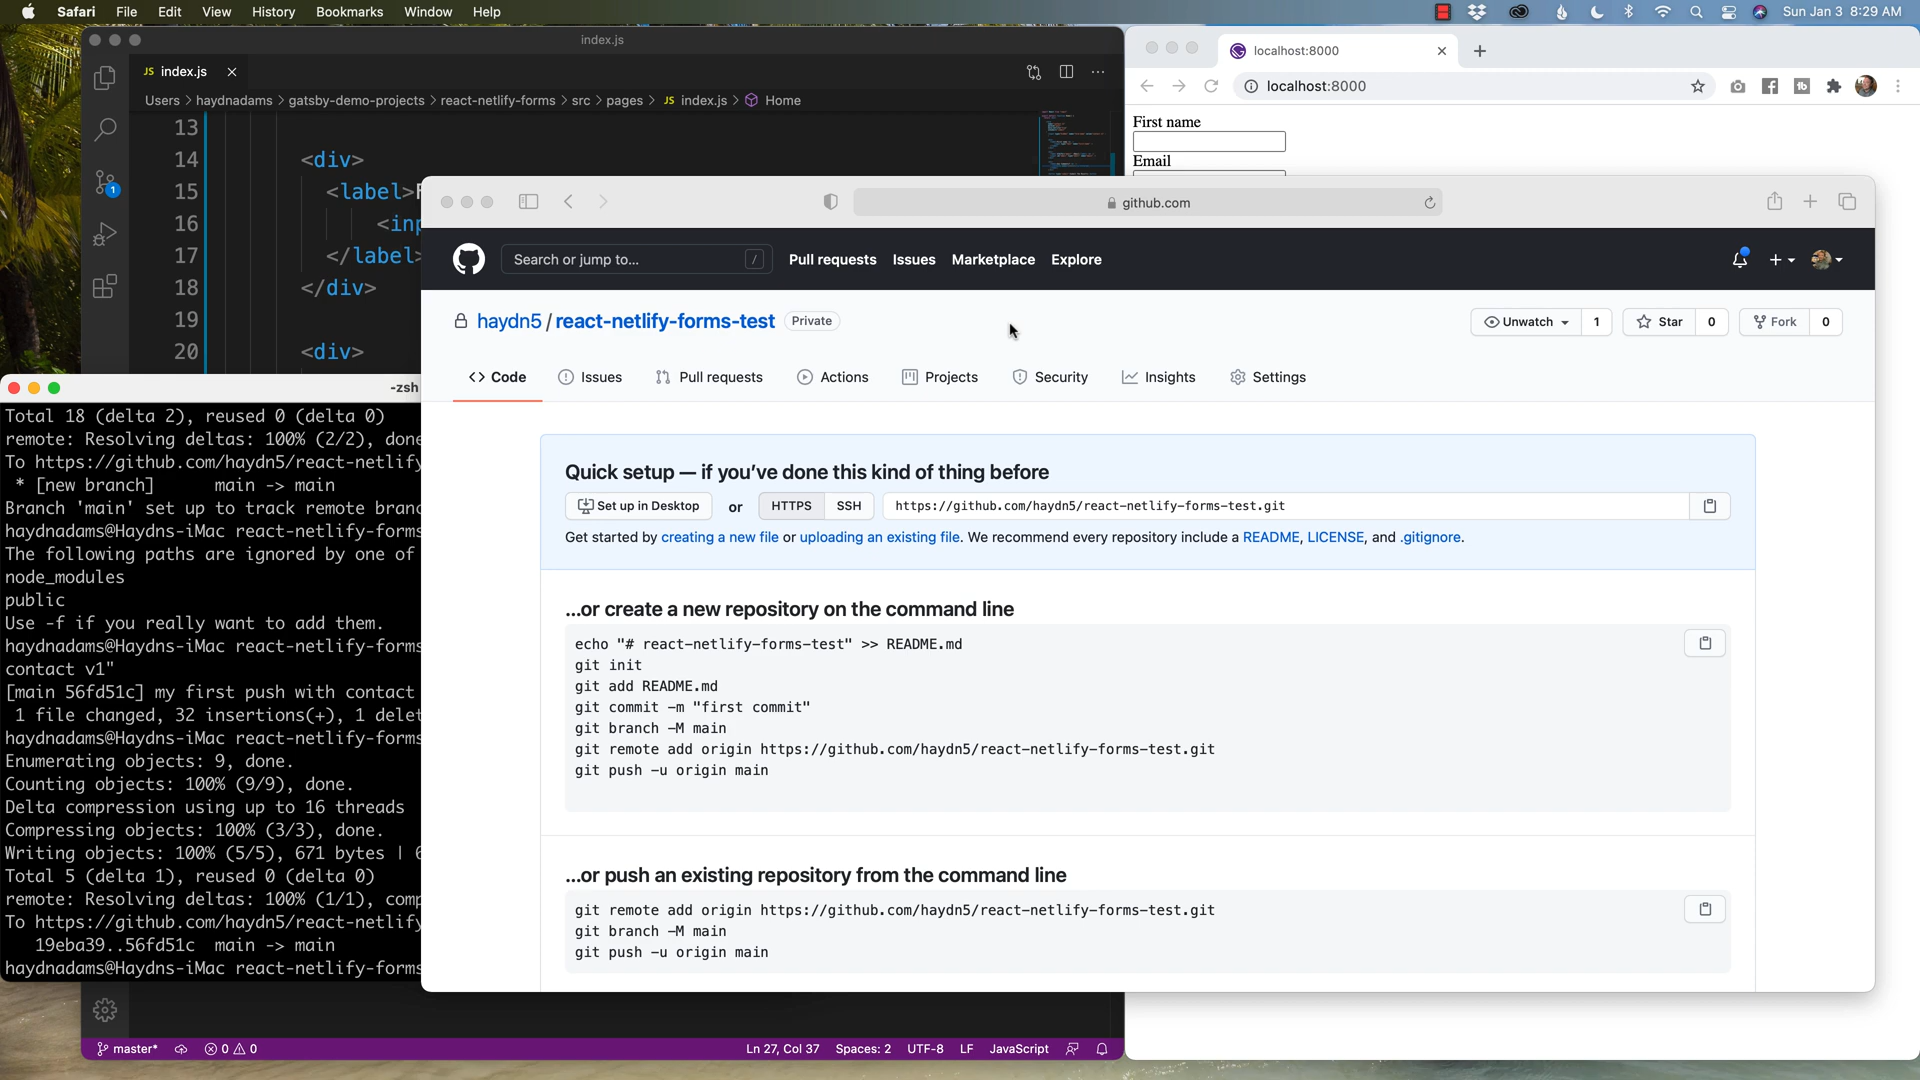 Safari File Edit View History Bookmarks Window Help
Sun Jan 3 8:29 AM
index.js
JS index.js
Users > haydnadams > gatsby-demo-projects > react-netlify-forms > src > pages > JS index.js > Home
13
14 <div>
15 <label>F
16 <inp
17 </label>
18 </div>
19
20 <div>
1
master* 0 0
Ln 27, Col 37 Spaces: 2 UTF-8 LF JavaScript
localhost:8000
localhost:8000
First name
Email
-zsh
Total 18 (delta 2), reused 0 (delta 0)
remote: Resolving deltas: 100% (2/2), done
To https://github.com/haydn5/react-netlify
* [new branch] main -> main
Branch 'main' set up to track remote branc
haydnadams@Haydns-iMac react-netlify-forms
The following paths are ignored by one of
node_modules
public
Use -f if you really want to add them.
haydnadams@Haydns-iMac react-netlify-forms
contact v1"
[main 56fd51c] my first push with contact
1 file changed, 32 insertions(+), 1 delet
haydnadams@Haydns-iMac react-netlify-forms
Enumerating objects: 9, done.
Counting objects: 100% (9/9), done.
Delta compression using up to 16 threads
Compressing objects: 100% (3/3), done.
Writing objects: 100% (5/5), 671 bytes | 6
Total 5 (delta 1), reused 0 (delta 0)
remote: Resolving deltas: 100% (1/1), comp
To https://github.com/haydn5/react-netlify
19eba39..56fd51c main -> main
haydnadams@Haydns-iMac react-netlify-forms
github.com
Search or jump to... / Pull requests Issues Marketplace Explore
haydn5 / react-netlify-forms-test Private
Unwatch 1 Star 0 Fork 0
Code Issues Pull requests Actions Projects Security Insights Settings
Quick setup — if you've done this kind of thing before
Set up in Desktop or HTTPS SSH https://github.com/haydn5/react-netlify-forms-test.git
Get started by creating a new file or uploading an existing file. We recommend every repository include a README, LICENSE, and .gitignore.
…or create a new repository on the command line
echo "# react-netlify-forms-test" >> README.md
git init
git add README.md
git commit -m "first commit"
git branch -M main
git remote add origin https://github.com/haydn5/react-netlify-forms-test.git
git push -u origin main
…or push an existing repository from the command line
git remote add origin https://github.com/haydn5/react-netlify-forms-test.git
git branch -M main
git push -u origin main